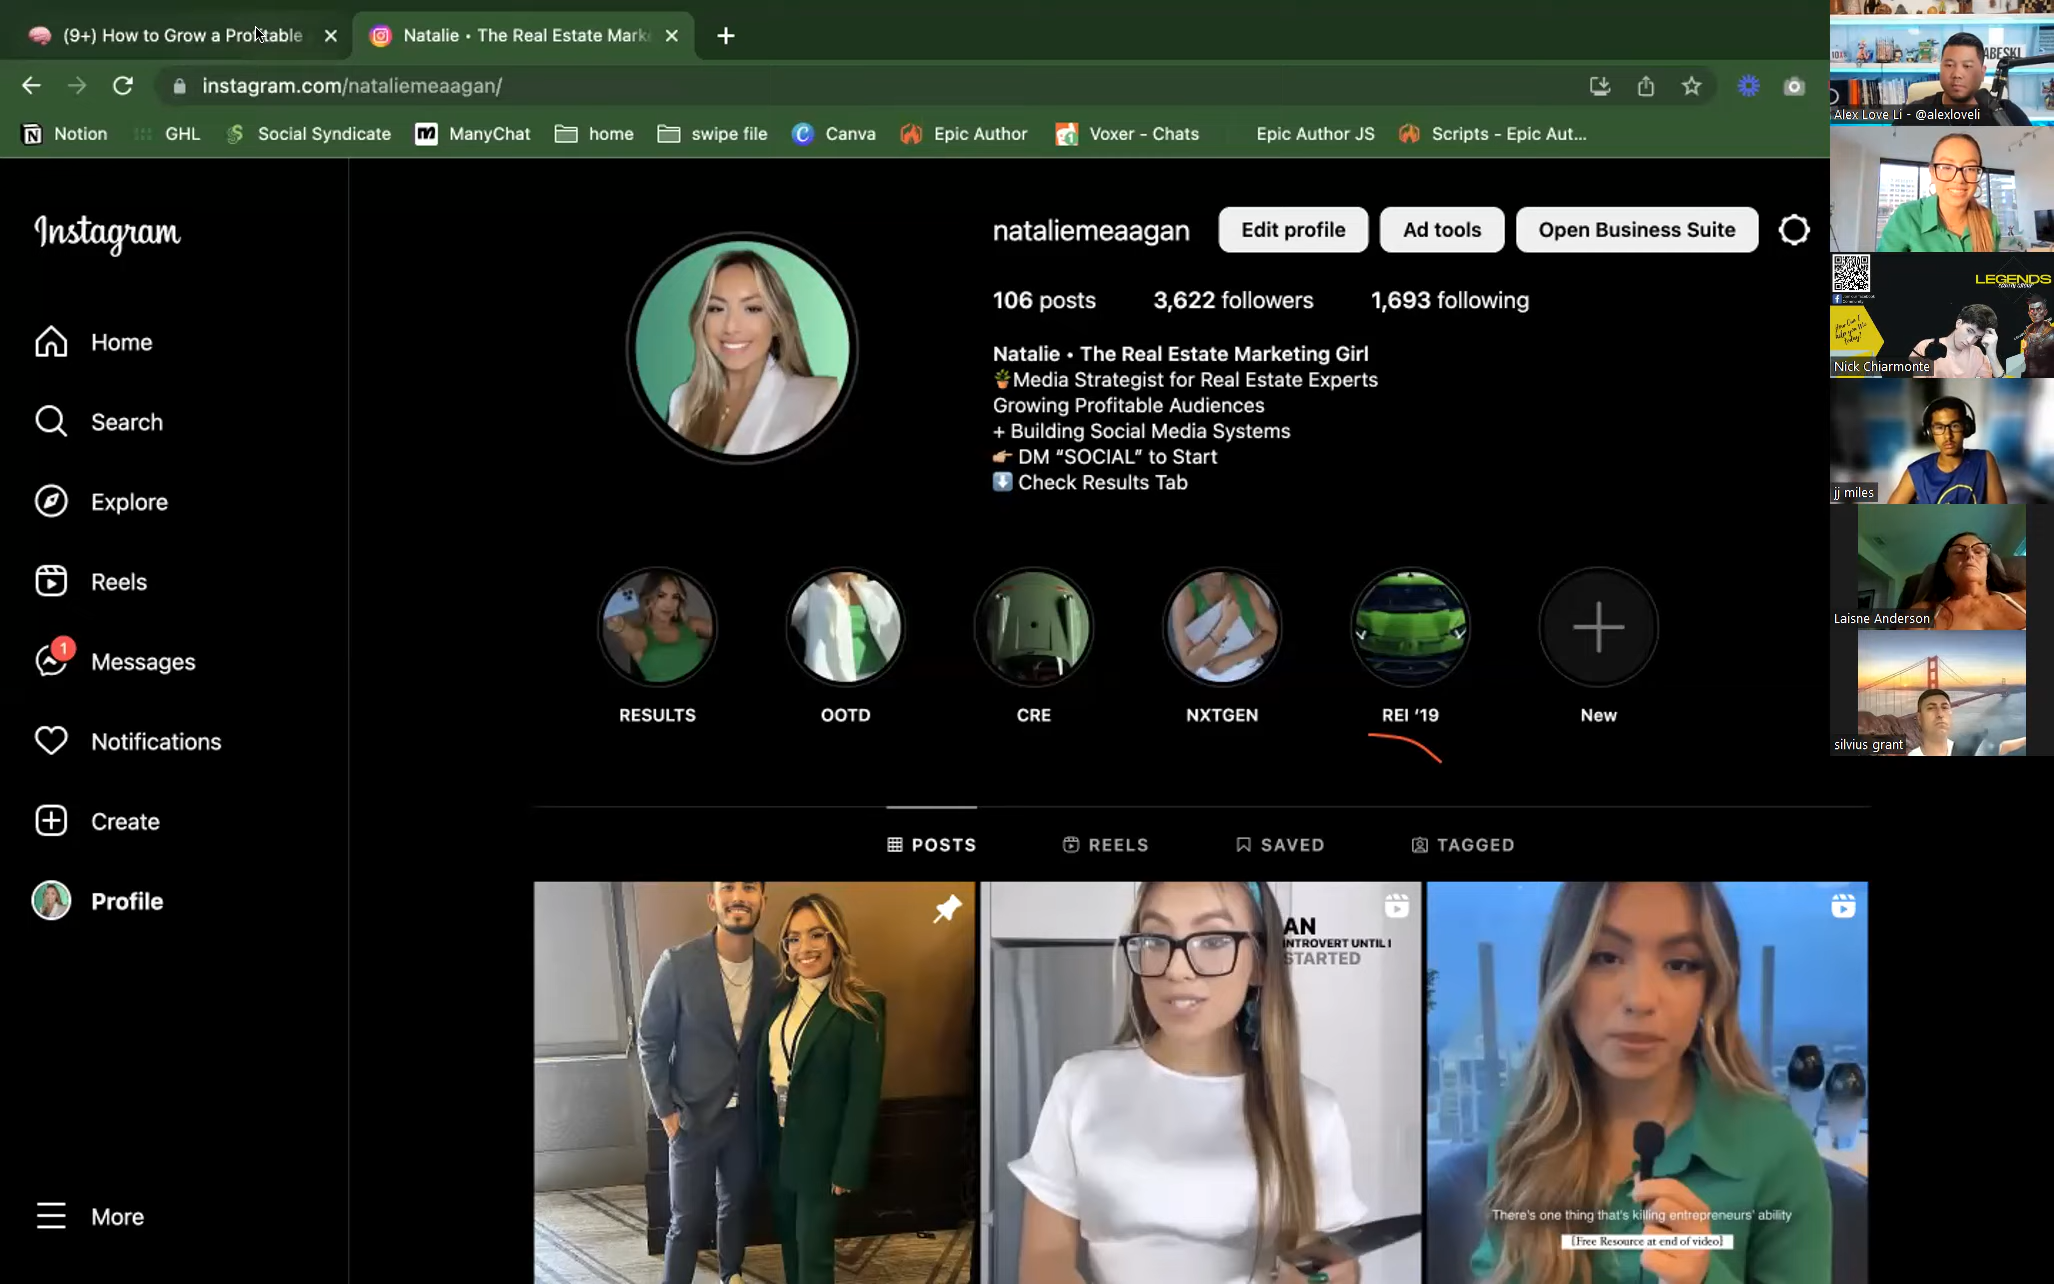 (9+) How to Grow a Profitable
Natalie • The Real Estate Mark
instagram.com/nataliemeaagan/
Notion
GHL
Social Syndicate
ManyChat
home
swipe file
Canva
Epic Author
Voxer - Chats
Epic Author JS
Scripts - Epic Aut...
Instagram
Home
Search
Explore
Reels
1
Messages
Notifications
Create
Profile
More
nataliemeaagan
Edit profile
Ad tools
Open Business Suite
106 posts
3,622 followers
1,693 following
Natalie • The Real Estate Marketing Girl
🪴Media Strategist for Real Estate Experts
Growing Profitable Audiences
+ Building Social Media Systems
👉🏼 DM “SOCIAL” to Start
⬇️ Check Results Tab
RESULTS
OOTD
CRE
NXTGEN
REI ‘19
New
POSTS
REELS
SAVED
TAGGED
AN
INTROVERT UNTIL I
STARTED
There's one thing that's killing entrepreneurs' ability
[Free Resource at end of video]
ABESKI
Alex Love Li - @alexloveli
LEGENDS
How Can I
help you
Today?
Nick Chiarmonte
jj miles
Laisne Anderson
silvius grant